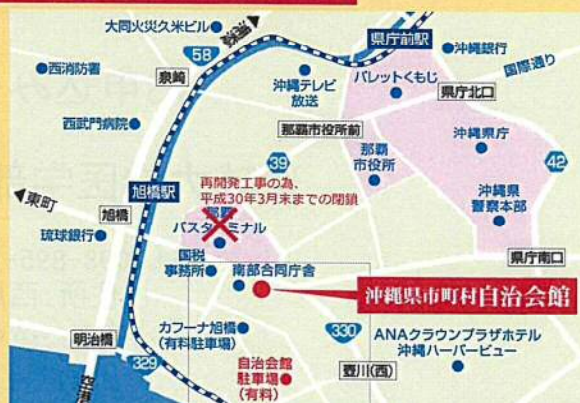 大同火災久米ビル
58
泉崎
県庁前駅
沖縄銀行
国際通り
西消防署
沖縄テレビ
放送
パレットくもじ
県庁北口
西武門病院
那覇市役所前
沖縄県庁
39
那覇
市役所
42
再開発工事の為、
平成30年3月末までの閉鎖
旭橋駅
東町
旭橋
バスターミナル
沖縄県
警察本部
琉球銀行
国税
事務所
南部合同庁舎
県庁南口
沖縄県市町村自治会館
明治橋
カフーナ旭橋
(有料駐車場)
330
ANAクラウンプラザホテル
沖縄ハーバービュー
329
自治会館
駐車場
(有料)
壺川(西)